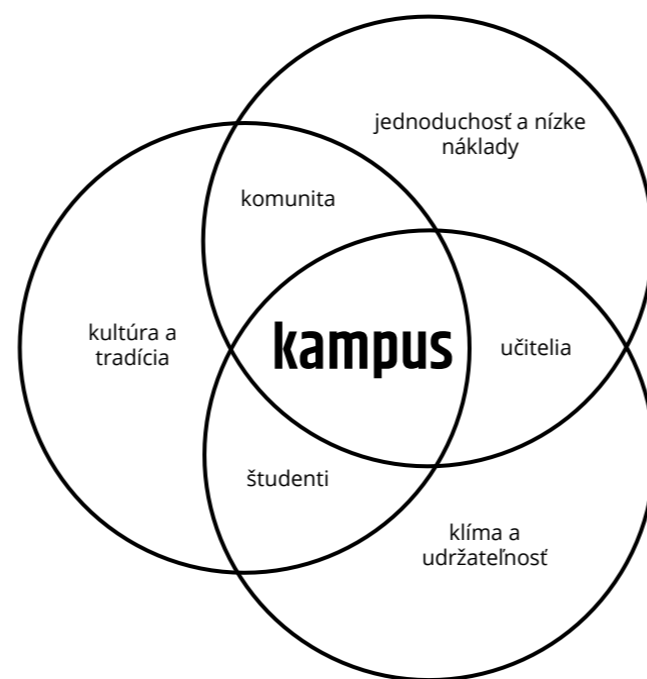 jednoduchosť a nízke
náklady
komunita
kultúra a
tradícia
kampus
učitelia
študenti
klíma a
udržateľnosť